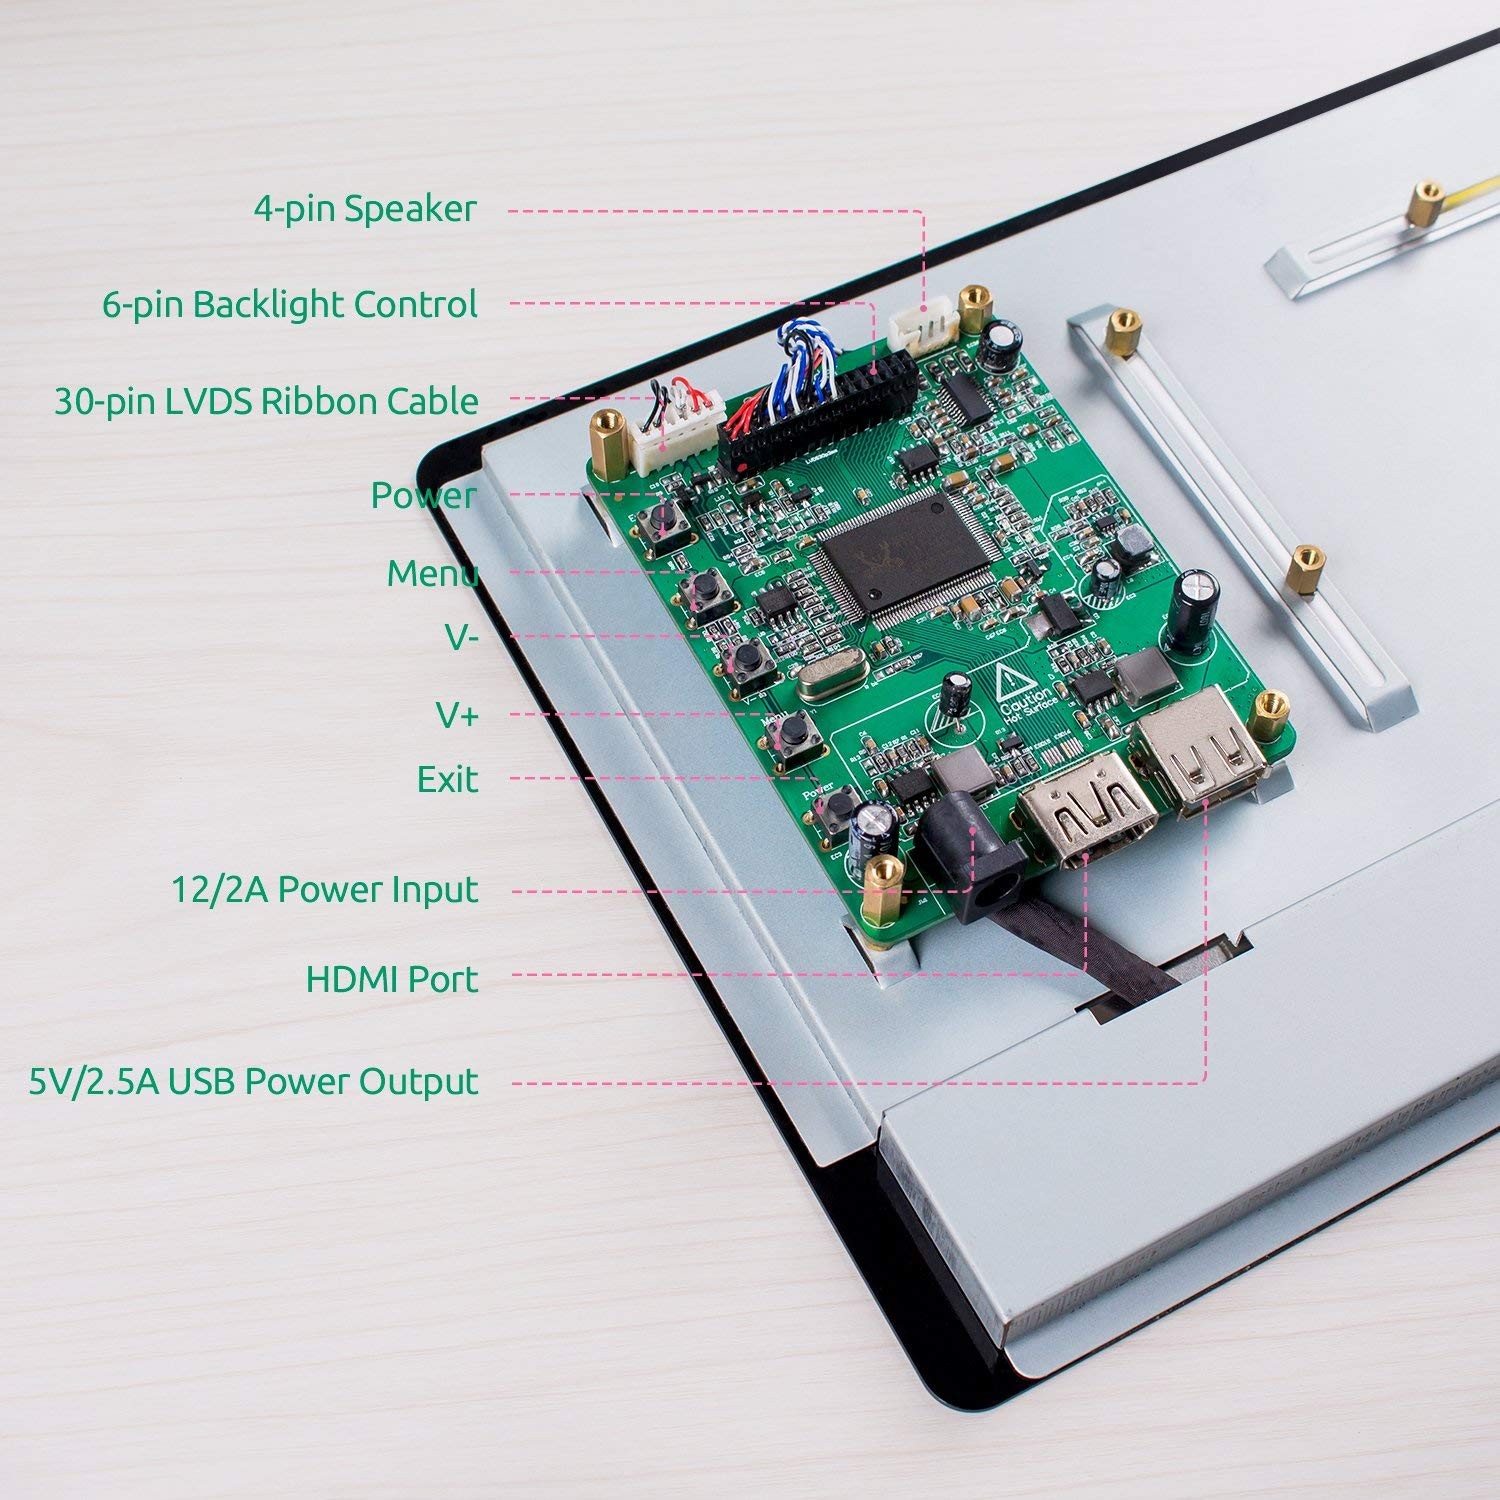 4-pin Speaker
6-pin Backlight Control
30-pin LVDS Ribbon Cable
Power
Menu
V-
V+
Exit
12/2A Power Input
HDMI Port
5V/2.5A USB Power Output
V-
Menu
Power
Caution
Hot Surface